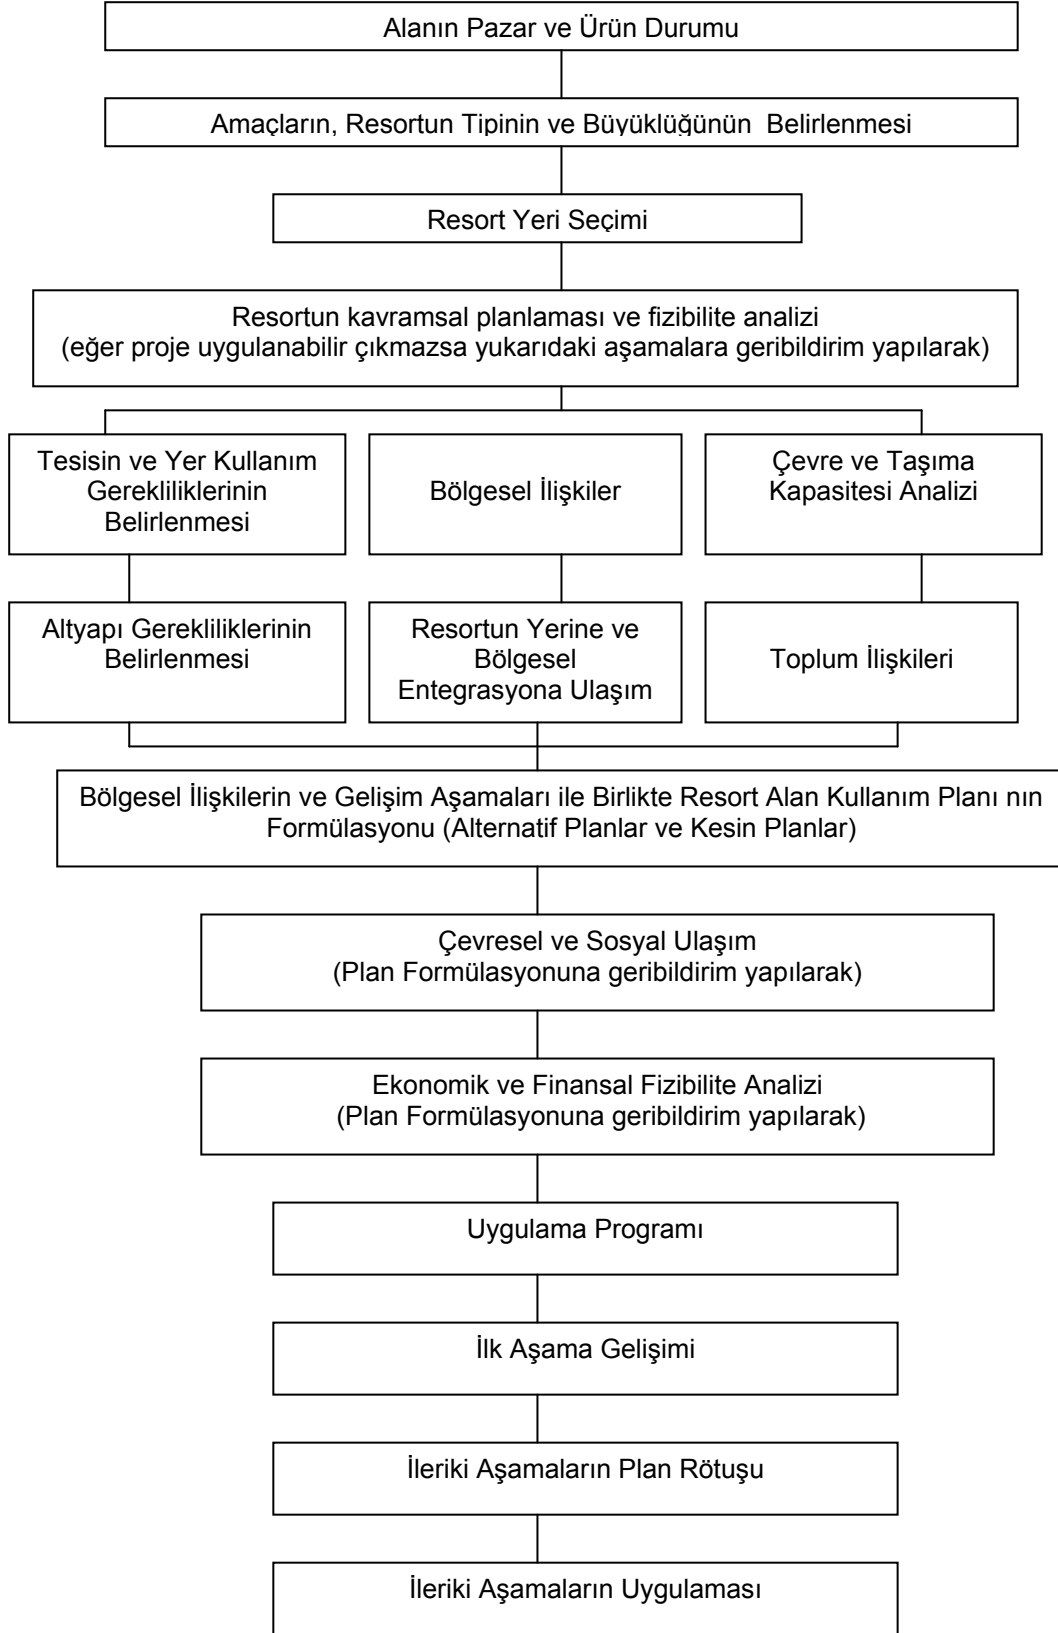 Alanın Pazar ve Ürün Durumu
Amaçların, Resortun Tipinin ve Büyüklüğünün Belirlenmesi
Resort Yeri Seçimi
Resortun kavramsal planlaması ve fizibilite analizi
(eğer proje uygulanabilir çıkmazsa yukarıdaki aşamalara geribildirim yapılarak)
Tesisin ve Yer Kullanım
Gerekliliklerinin
Belirlenmesi
Bölgesel İlişkiler
Çevre ve Taşıma
Kapasitesi Analizi
Altyapı Gerekliliklerinin
Belirlenmesi
Resortun Yerine ve
Bölgesel
Entegrasyona Ulaşım
Toplum İlişkileri
Bölgesel İlişkilerin ve Gelişim Aşamaları ile Birlikte Resort Alan Kullanım Planı nın
Formülasyonu (Alternatif Planlar ve Kesin Planlar)
Çevresel ve Sosyal Ulaşım
(Plan Formülasyonuna geribildirim yapılarak)
Ekonomik ve Finansal Fizibilite Analizi
(Plan Formülasyonuna geribildirim yapılarak)
Uygulama Programı
İlk Aşama Gelişimi
İleriki Aşamaların Plan Rötuşu
İleriki Aşamaların Uygulaması